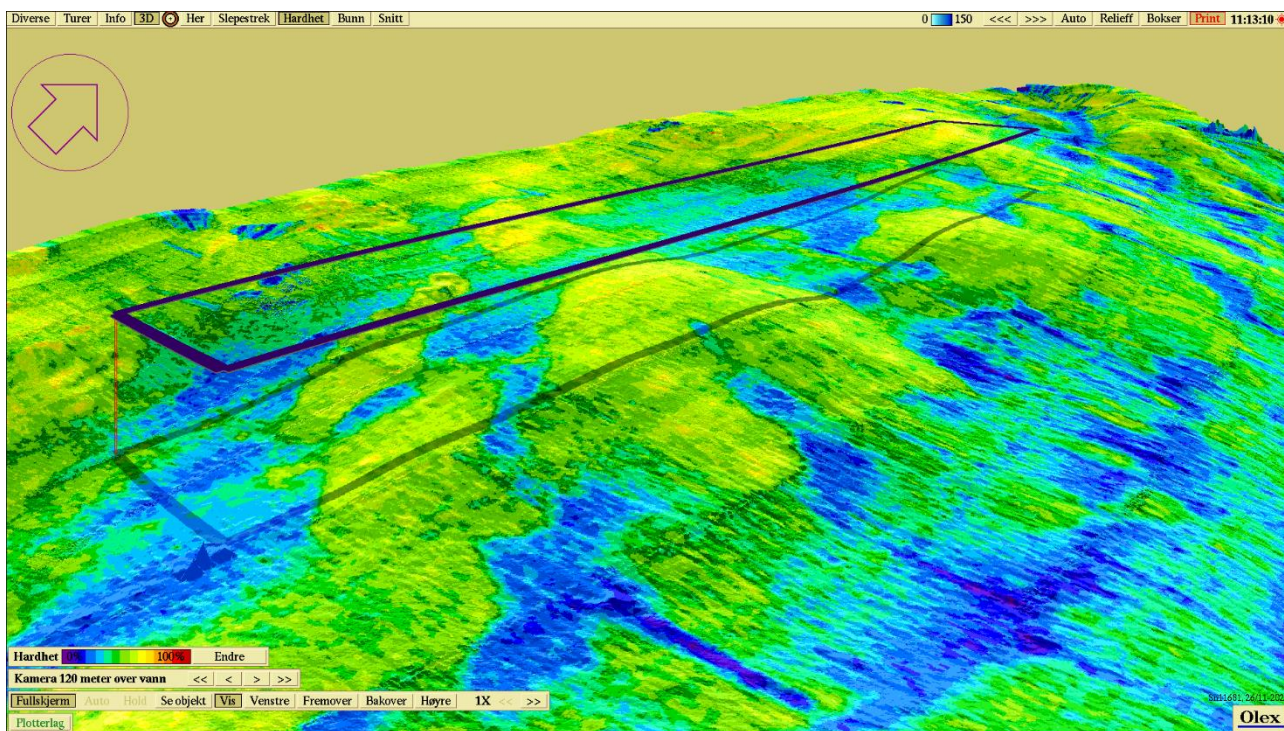 Diverse Turer Info 3D Her Slepestrek Hardhet Bunn Snitt 0 150 <<< >>> Auto Relieff Bokser Print 11:13:10
Hardhet 0% 100% Endre
Kamera 120 meter over vann << < > >>
Fullskjerm Auto Hold Se objekt Vis Venstre Fremover Bakover Høyre 1X << >>
Plotterlag
Olex